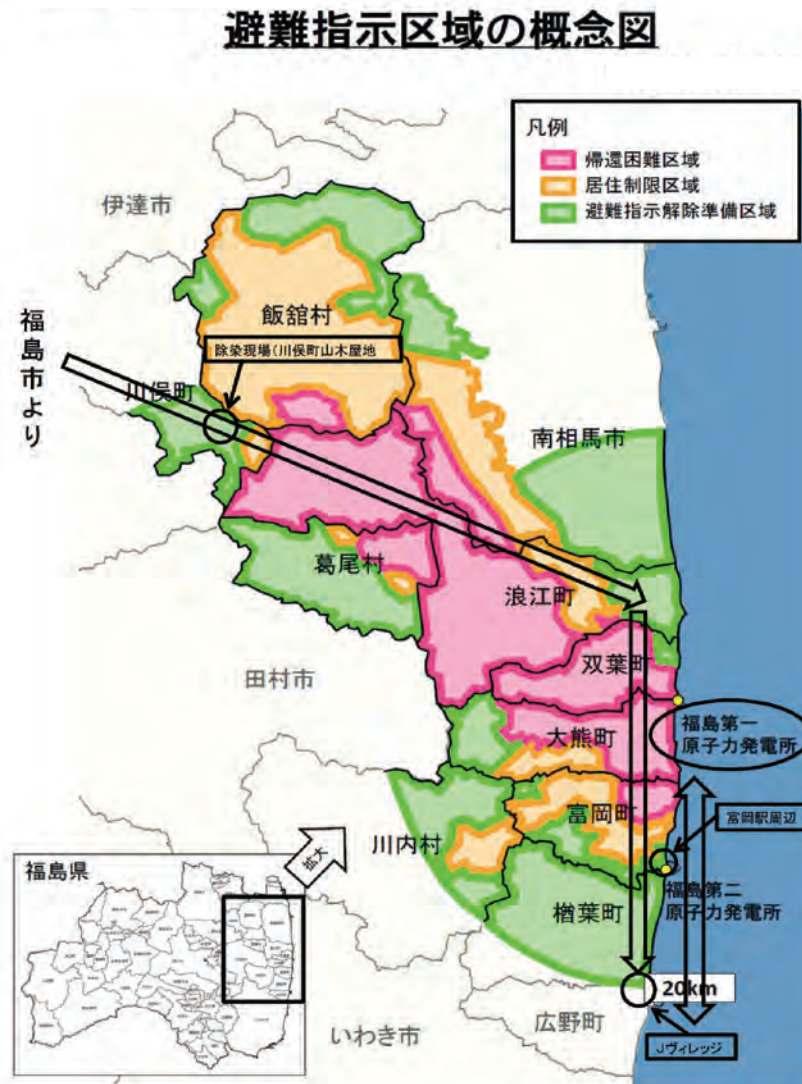 避難指示区域の概念図
凡例
帰還困難区域
居住制限区域
避難指示解除準備区域
伊達市
飯舘村
福島市より
除染現場(川俣町山木屋地
川俣町
南相馬市
葛尾村
浪江町
双葉町
田村市
大熊町
福島第一
原子力発電所
富岡町
富岡駅周辺
川内村
拡大
福島県
福島第二
原子力発電所
楢葉町
20km
広野町
いわき市
Jヴィレッジ